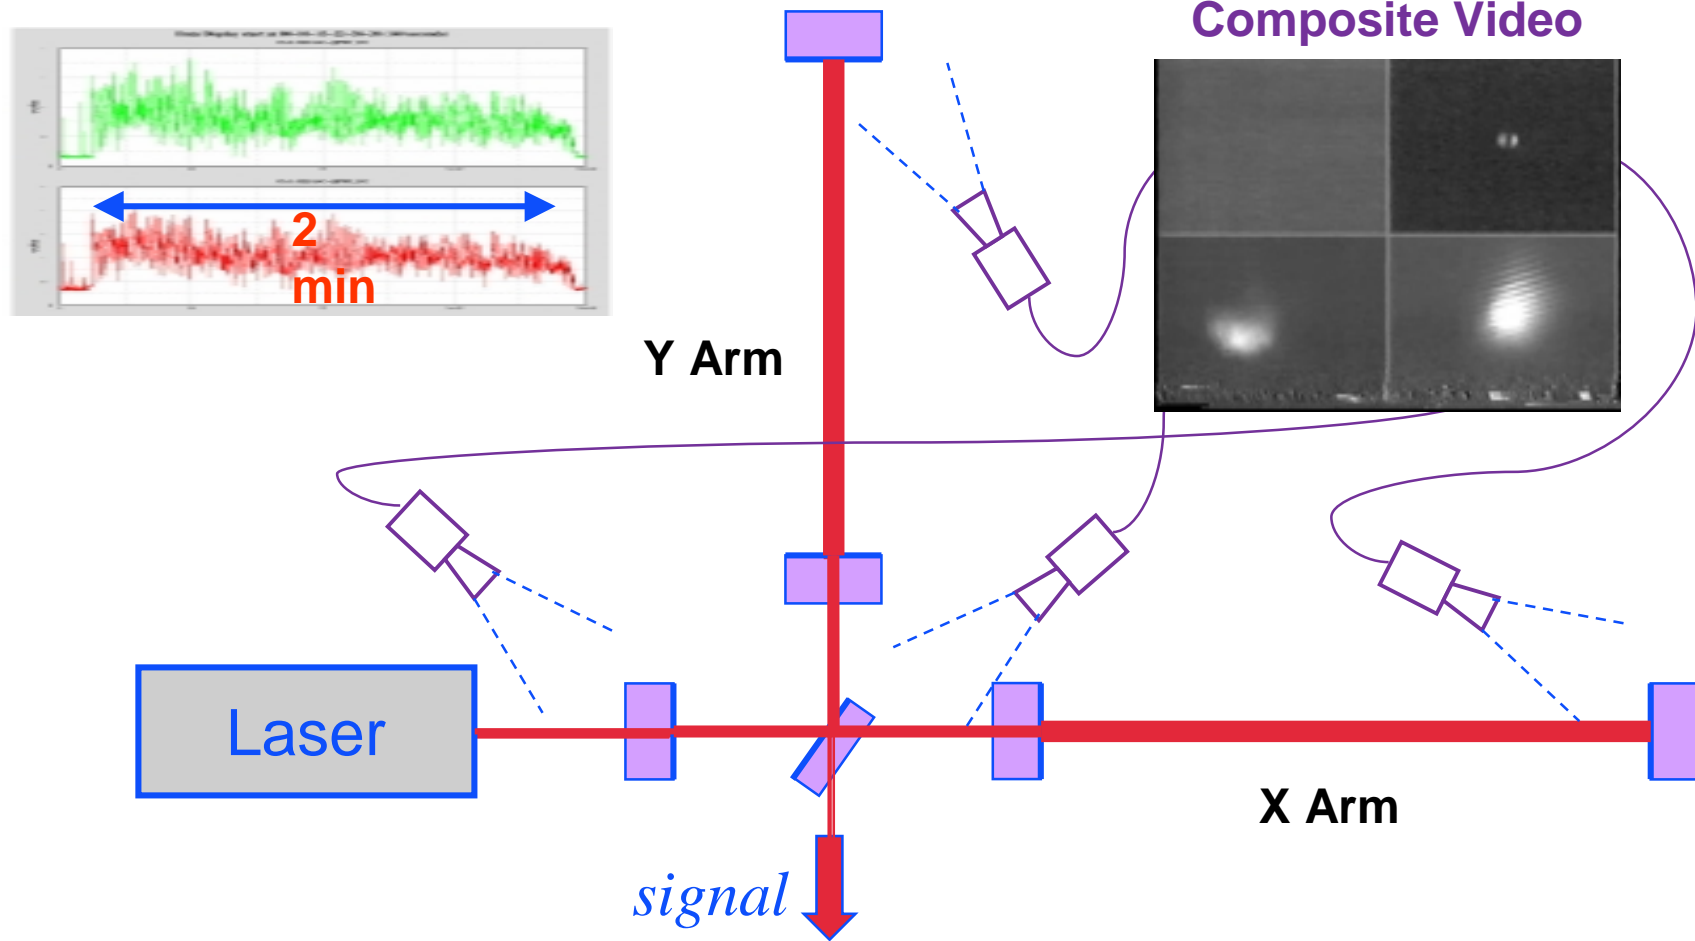 Composite Video
2
min
Y Arm
Laser
X Arm
signal